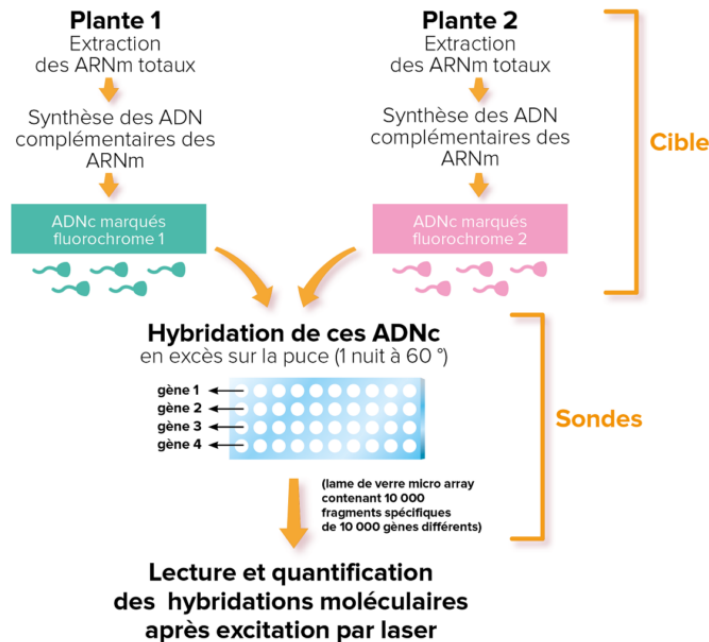 Plante 1
Extraction
des ARNm totaux
Synthèse des ADN
complémentaires des
ARNm
ADNc marqués
fluorochrome 1
Plante 2
Extraction
des ARNm totaux
Synthèse des ADN
complémentaires des
ARNm
ADNc marqués
fluorochrome 2
Cible
Hybridation de ces ADNc
en excès sur la puce (1 nuit à 60 °)
gène 1
gène 2
gène 3
gène 4
Sondes
(lame de verre micro array
contenant 10 000
fragments spécifiques
de 10 000 gènes différents)
Lecture et quantification
des hybridations moléculaires
après excitation par laser